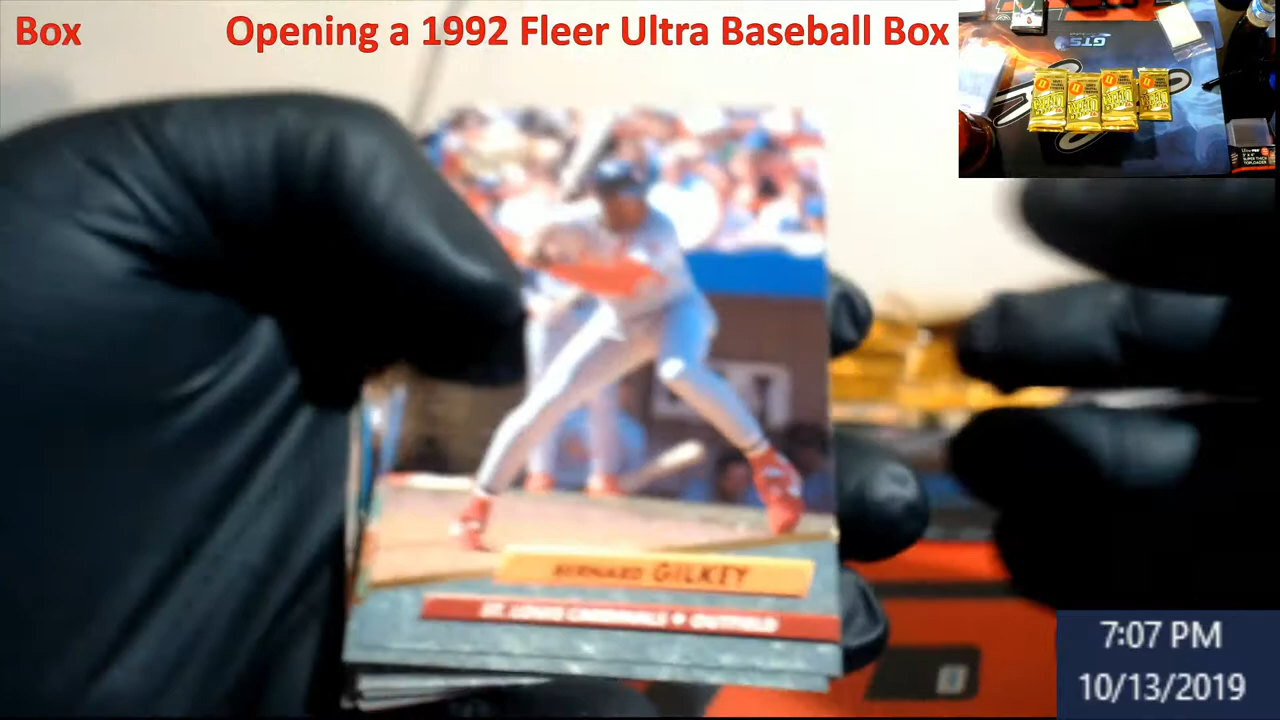 Box Opening a 1992 Fleer Ultra Baseball Box
GTS
BERNARD GILKEY
ST. LOUIS CARDINALS • OUTFIELD
7:07 PM
10/13/2019